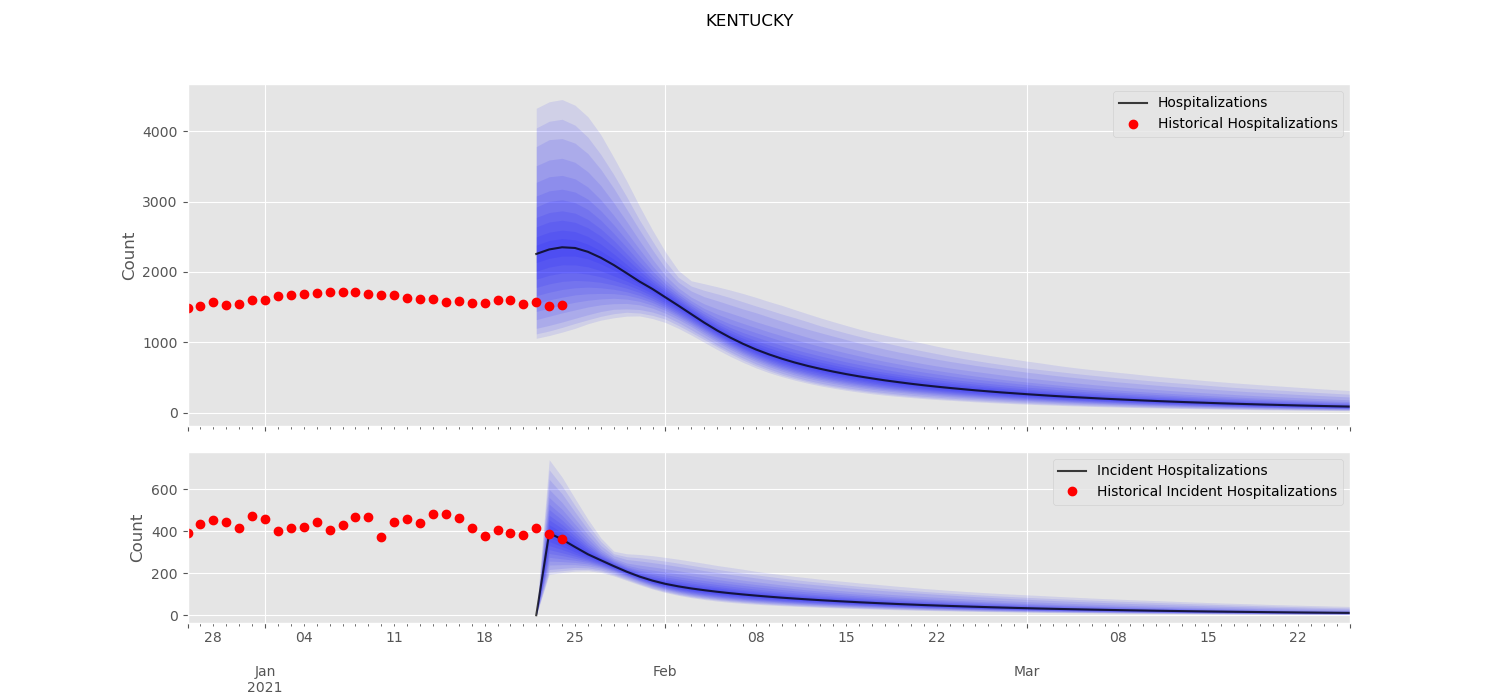 KENTUCKY
Hospitalizations
Historical Hospitalizations
4000
3000
2000
1000
0
Count
Incident Hospitalizations
Historical Incident Hospitalizations
600
400
200
0
Count
28 04 11 18 25 08 15 22 08 15 22
Jan Feb Mar
2021